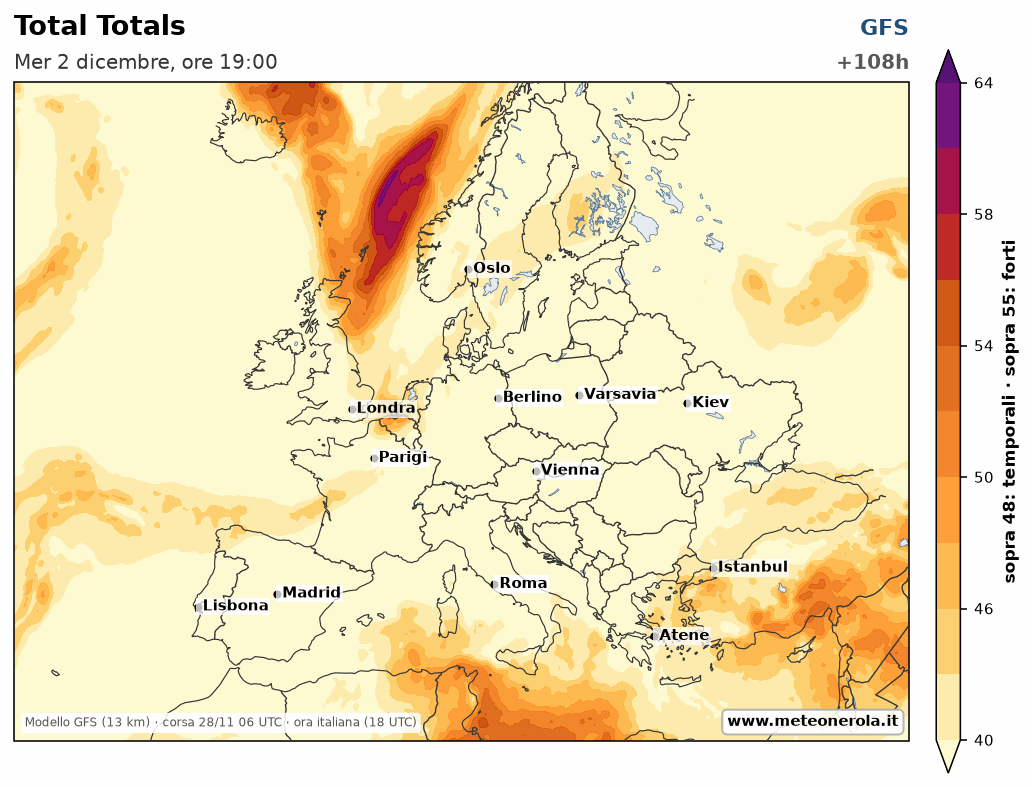 Total Totals
GFS
Mer 2 dicembre, ore 19:00
+108h
64
58
54
50
46
40
sopra 48: temporali · sopra 55: forti
Oslo
Londra
Berlino
Varsavia
Kiev
Parigi
Vienna
Istanbul
Roma
Madrid
Lisbona
Atene
Modello GFS (13 km) · corsa 28/11 06 UTC · ora italiana (18 UTC)
www.meteonerola.it